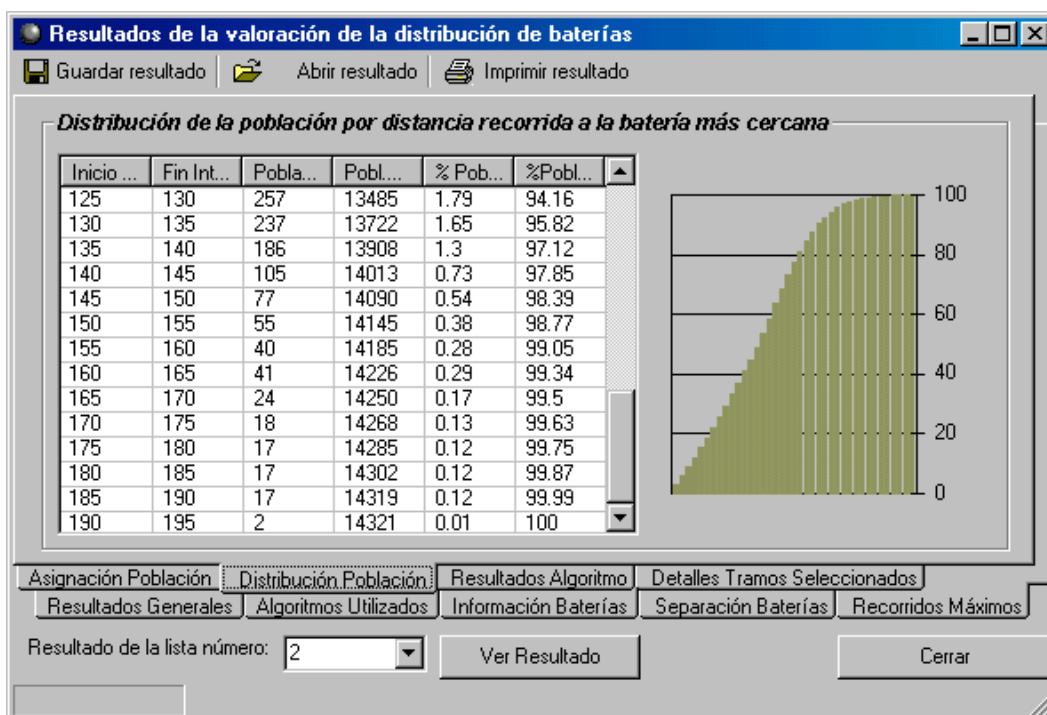 Resultados de la valoración de la distribución de baterías
Guardar resultado Abrir resultado Imprimir resultado
Distribución de la población por distancia recorrida a la batería más cercana
Inicio ... Fin Int... Pobla... Pobl.... % Pob... %Pobl...
125 130 257 13485 1.79 94.16
130 135 237 13722 1.65 95.82
135 140 186 13908 1.3 97.12
140 145 105 14013 0.73 97.85
145 150 77 14090 0.54 98.39
150 155 55 14145 0.38 98.77
155 160 40 14185 0.28 99.05
160 165 41 14226 0.29 99.34
165 170 24 14250 0.17 99.5
170 175 18 14268 0.13 99.63
175 180 17 14285 0.12 99.75
180 185 17 14302 0.12 99.87
185 190 17 14319 0.12 99.99
190 195 2 14321 0.01 100
100
80
60
40
20
0
Asignación Población Distribución Población Resultados Algoritmo Detalles Tramos Seleccionados
Resultados Generales Algoritmos Utilizados Información Baterías Separación Baterías Recorridos Máximos
Resultado de la lista número: 2 Ver Resultado Cerrar